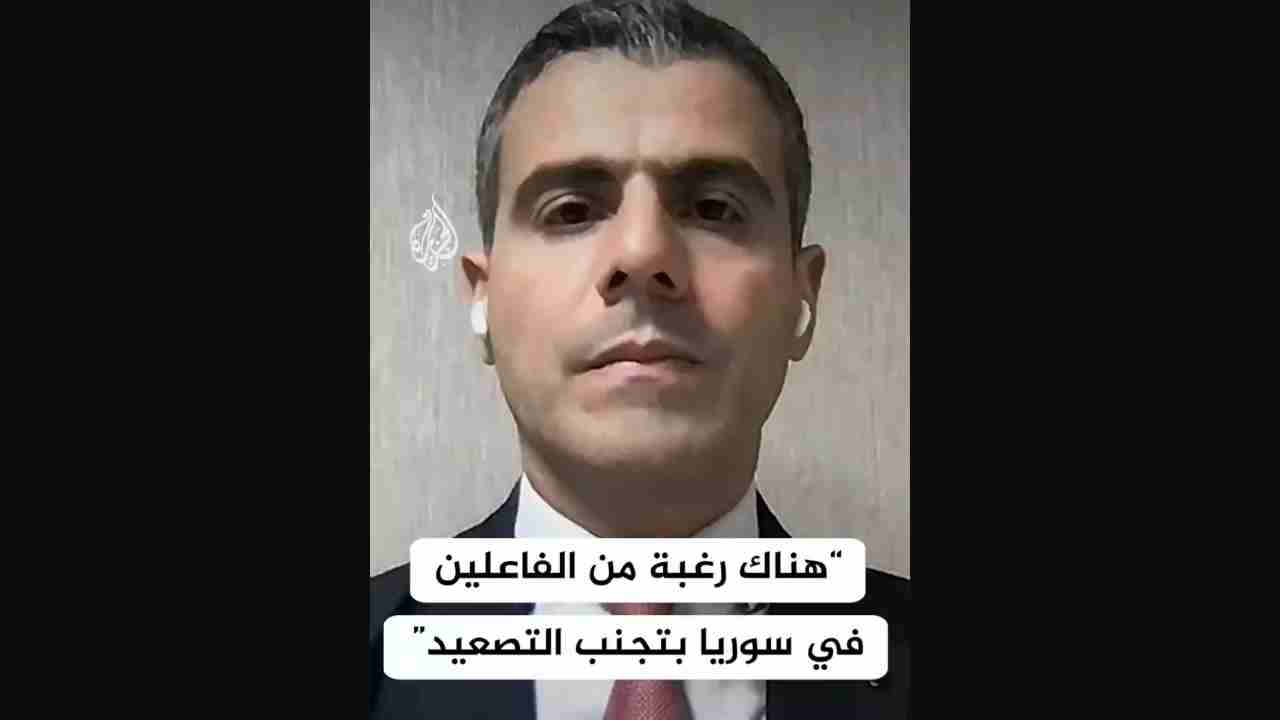 “هناك رغبة من الفاعلين
في سوريا بتجنب التصعيد”